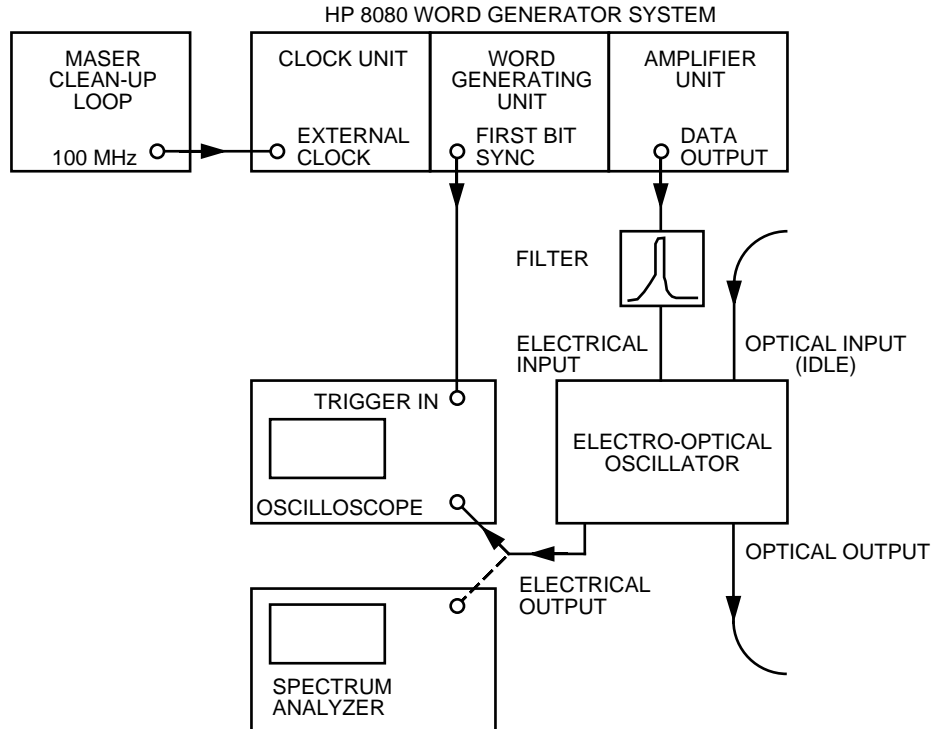 HP 8080 WORD GENERATOR SYSTEM
MASER
CLEAN-UP
LOOP
100 MHz
CLOCK UNIT
EXTERNAL
CLOCK
WORD
GENERATING
UNIT
FIRST BIT
SYNC
AMPLIFIER
UNIT
DATA
OUTPUT
FILTER
ELECTRICAL
INPUT
OPTICAL INPUT
(IDLE)
TRIGGER IN
OSCILLOSCOPE
ELECTRO-OPTICAL
OSCILLATOR
ELECTRICAL
OUTPUT
OPTICAL OUTPUT
SPECTRUM
ANALYZER